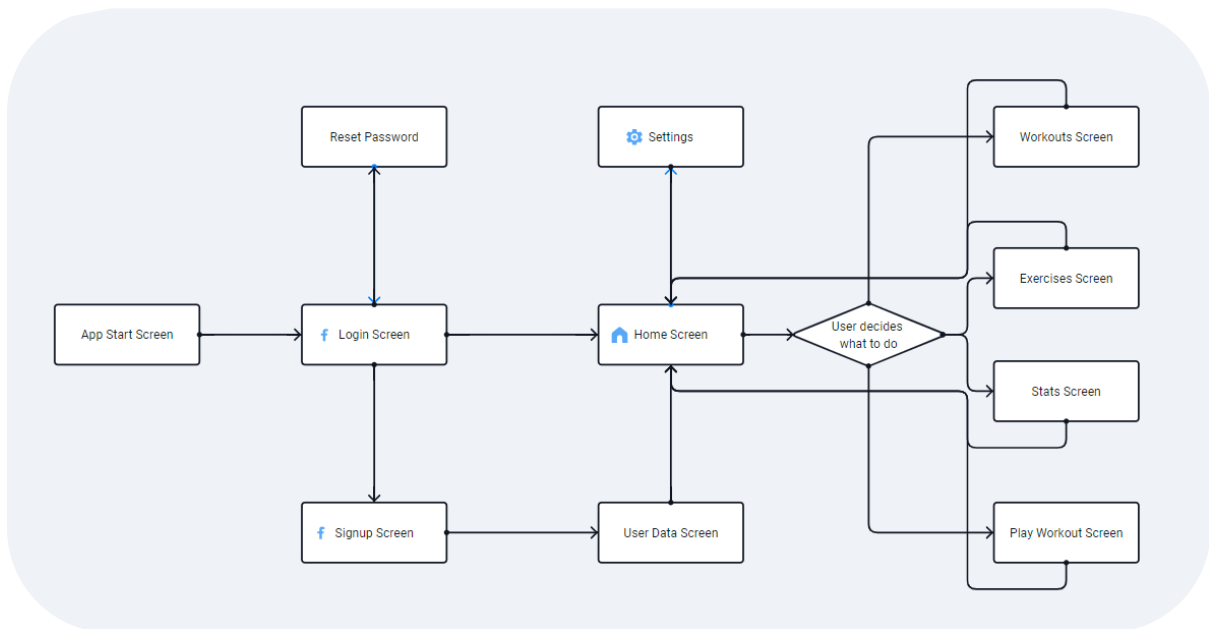 Reset Password
Settings
Workouts Screen
Exercises Screen
App Start Screen
Login Screen
Home Screen
User decides
what to do
Stats Screen
Signup Screen
User Data Screen
Play Workout Screen